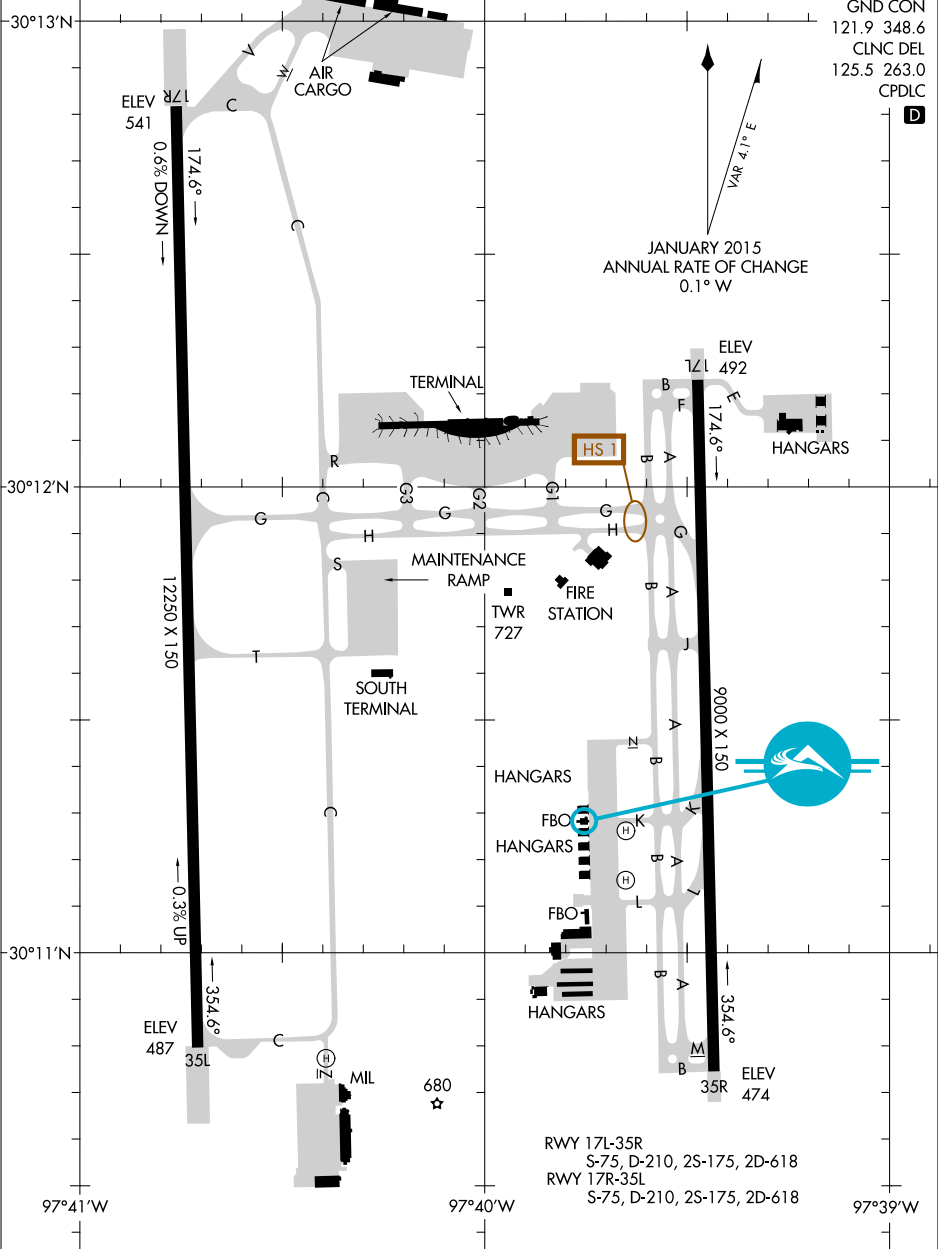 GND CON
121.9 348.6
CLNC DEL
125.5 263.0
CPDLC
D
30°13'N
V
W
AIR
CARGO
C
17R
ELEV
541
0.6% DOWN
174.6°
VAR 4.1° E
C
JANUARY 2015
ANNUAL RATE OF CHANGE
0.1° W
ELEV
492
17L
TERMINAL
B
F
E
HANGARS
174.6°
HS 1
B
A
R
30°12'N
C
G3
G2
G1
G
G
G
H
H
G
S
MAINTENANCE
RAMP
FIRE
STATION
TWR
727
B
A
12250 X 150
T
J
SOUTH
TERMINAL
9000 X 150
A
N
B
HANGARS
C
FBO
K
K
H
HANGARS
B
A
H
L
L
0.3% UP
FBO
30°11'N
B
A
354.6°
354.6°
HANGARS
ELEV
487
35L
C
H
Z
M
B
35R
ELEV
474
MIL
680
RWY 17L-35R
S-75, D-210, 2S-175, 2D-618
RWY 17R-35L
S-75, D-210, 2S-175, 2D-618
97°41'W
97°40'W
97°39'W